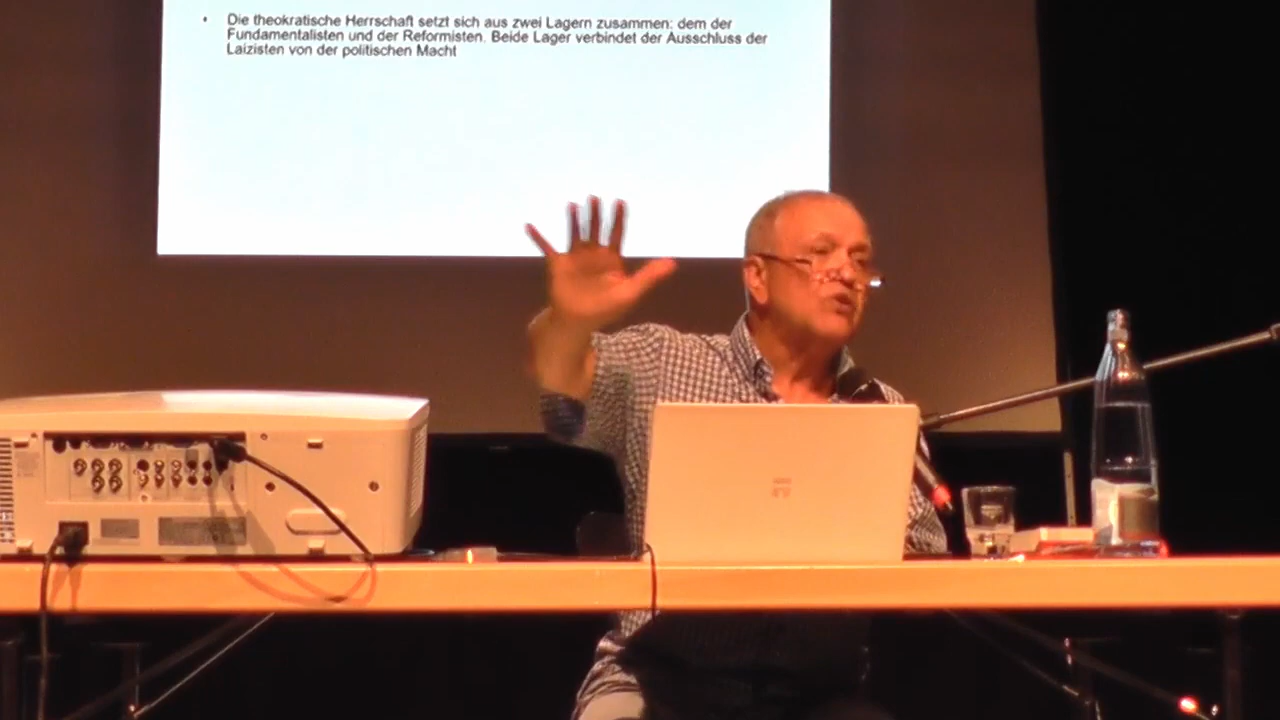 • Die theokratische Herrschaft setzt sich aus zwei Lagern zusammen: dem der
Fundamentalisten und der Reformisten. Beide Lager verbindet der Ausschluss der
Laizisten von der politischen Macht